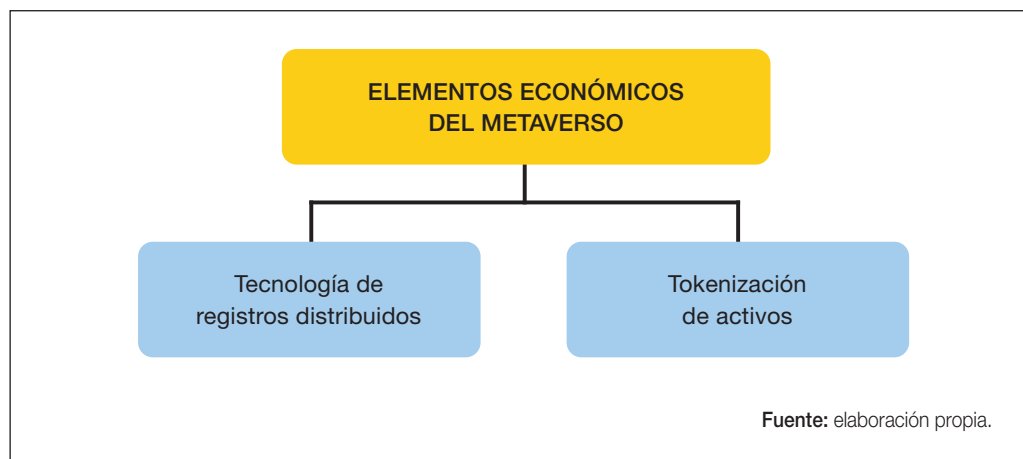 ELEMENTOS ECONÓMICOS
DEL METAVERSO
Tecnología de
registros distribuidos
Tokenización
de activos
Fuente: elaboración propia.